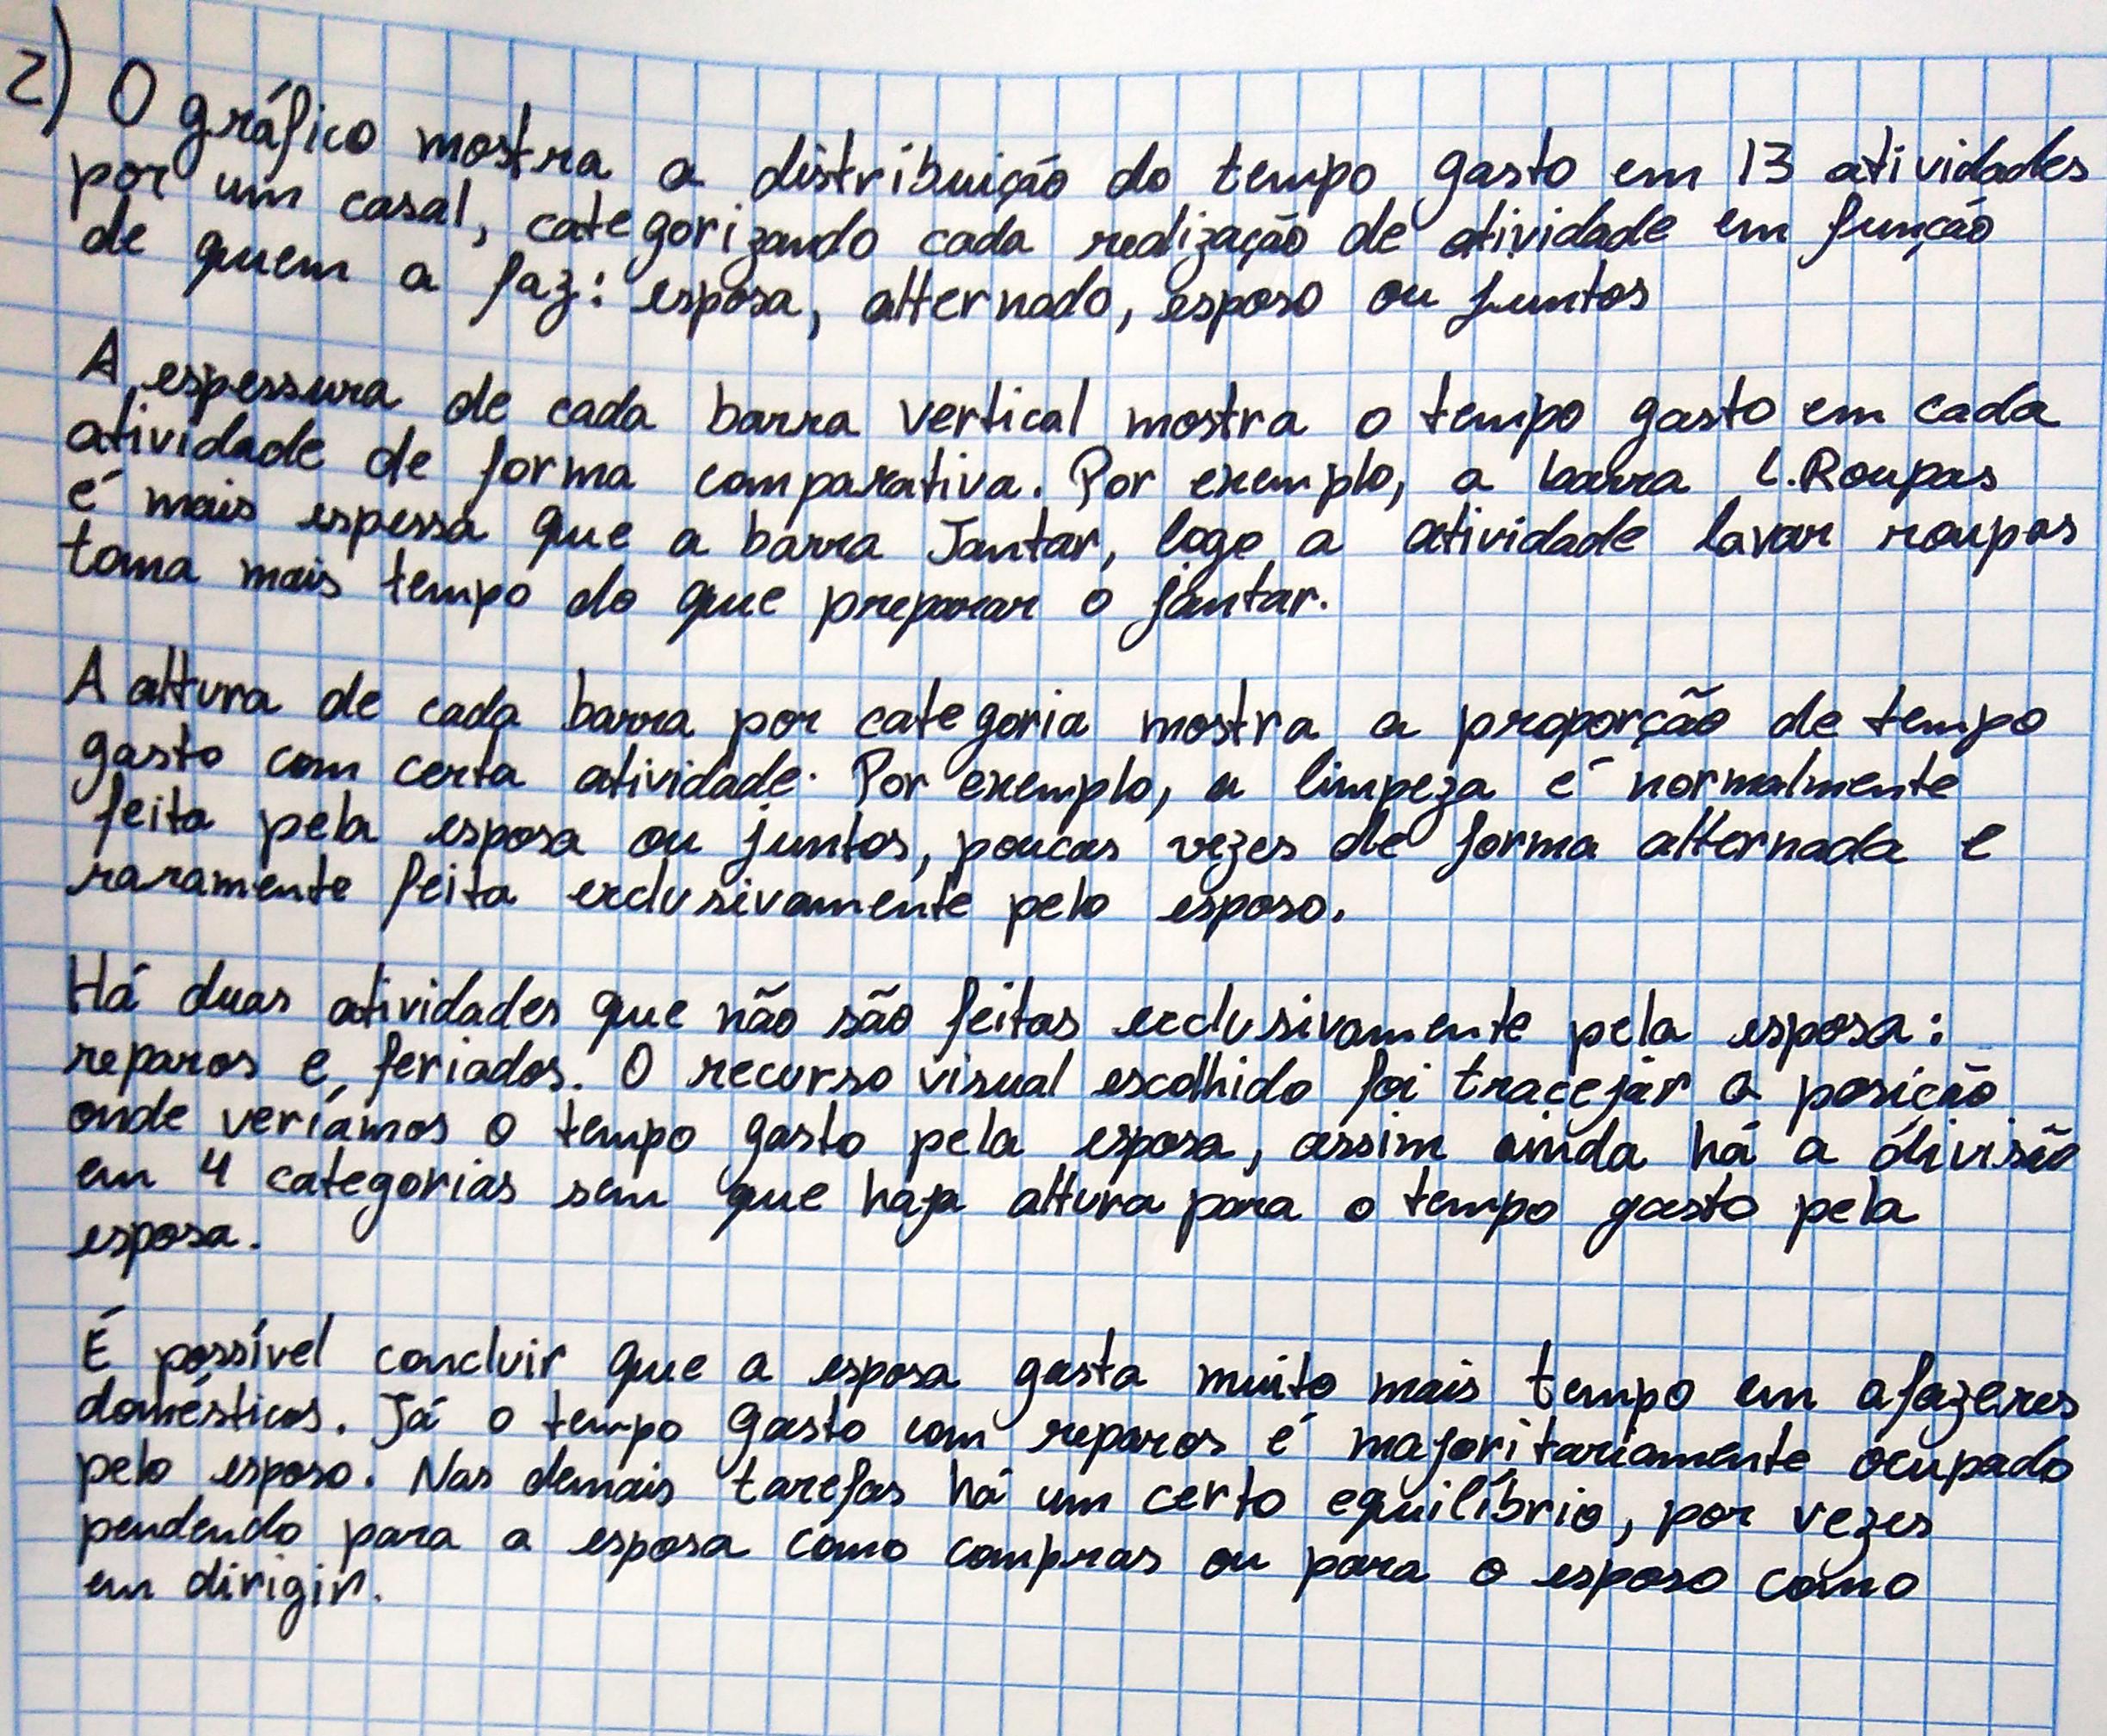 2) O gráfico mostra a distribuição do tempo gasto em 13 atividades
por um casal, categorizando cada realização de atividade em função
de quem a faz: esposa, alternado, esposo ou juntos
A espessura de cada barra vertical mostra o tempo gasto em cada
atividade de forma comparativa. Por exemplo, a barra L.Roupas
é mais espessa que a barra Jantar, logo a atividade lavar roupas
toma mais tempo do que preparar o jantar.
A altura de cada barra por categoria mostra a proporção de tempo
gasto com certa atividade. Por exemplo, a limpeza é normalmente
feita pela esposa ou juntos, poucas vezes de forma alternada e
raramente feita exclusivamente pelo esposo.
Há duas atividades que não são feitas exclusivamente pela esposa:
reparos e feriados. O recurso visual escolhido foi tracejar a posição
onde veríamos o tempo gasto pela esposa, assim ainda há a divisão
em 4 categorias sem que haja altura para o tempo gasto pela
esposa.
É possível concluir que a esposa gasta muito mais tempo em afazeres
domésticos. Já o tempo gasto com reparos é majoritariamente ocupado
pelo esposo. Nas demais tarefas há um certo equilíbrio, por vezes
pendendo para a esposa como compras ou para o esposo como
em dirigir.